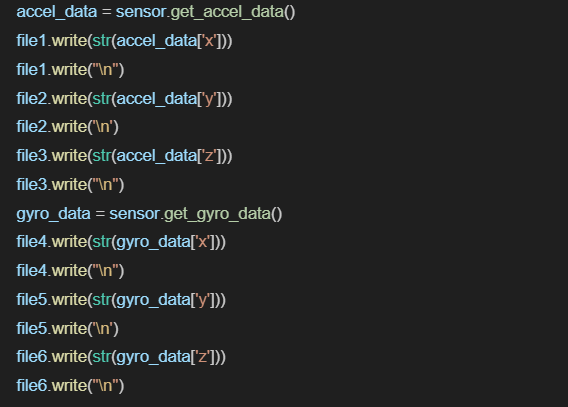 accel_data = sensor.get_accel_data()
file1.write(str(accel_data['x']))
file1.write("\n")
file2.write(str(accel_data['y']))
file2.write('\n')
file3.write(str(accel_data['z']))
file3.write("\n")
gyro_data = sensor.get_gyro_data()
file4.write(str(gyro_data['x']))
file4.write("\n")
file5.write(str(gyro_data['y']))
file5.write('\n')
file6.write(str(gyro_data['z']))
file6.write("\n")